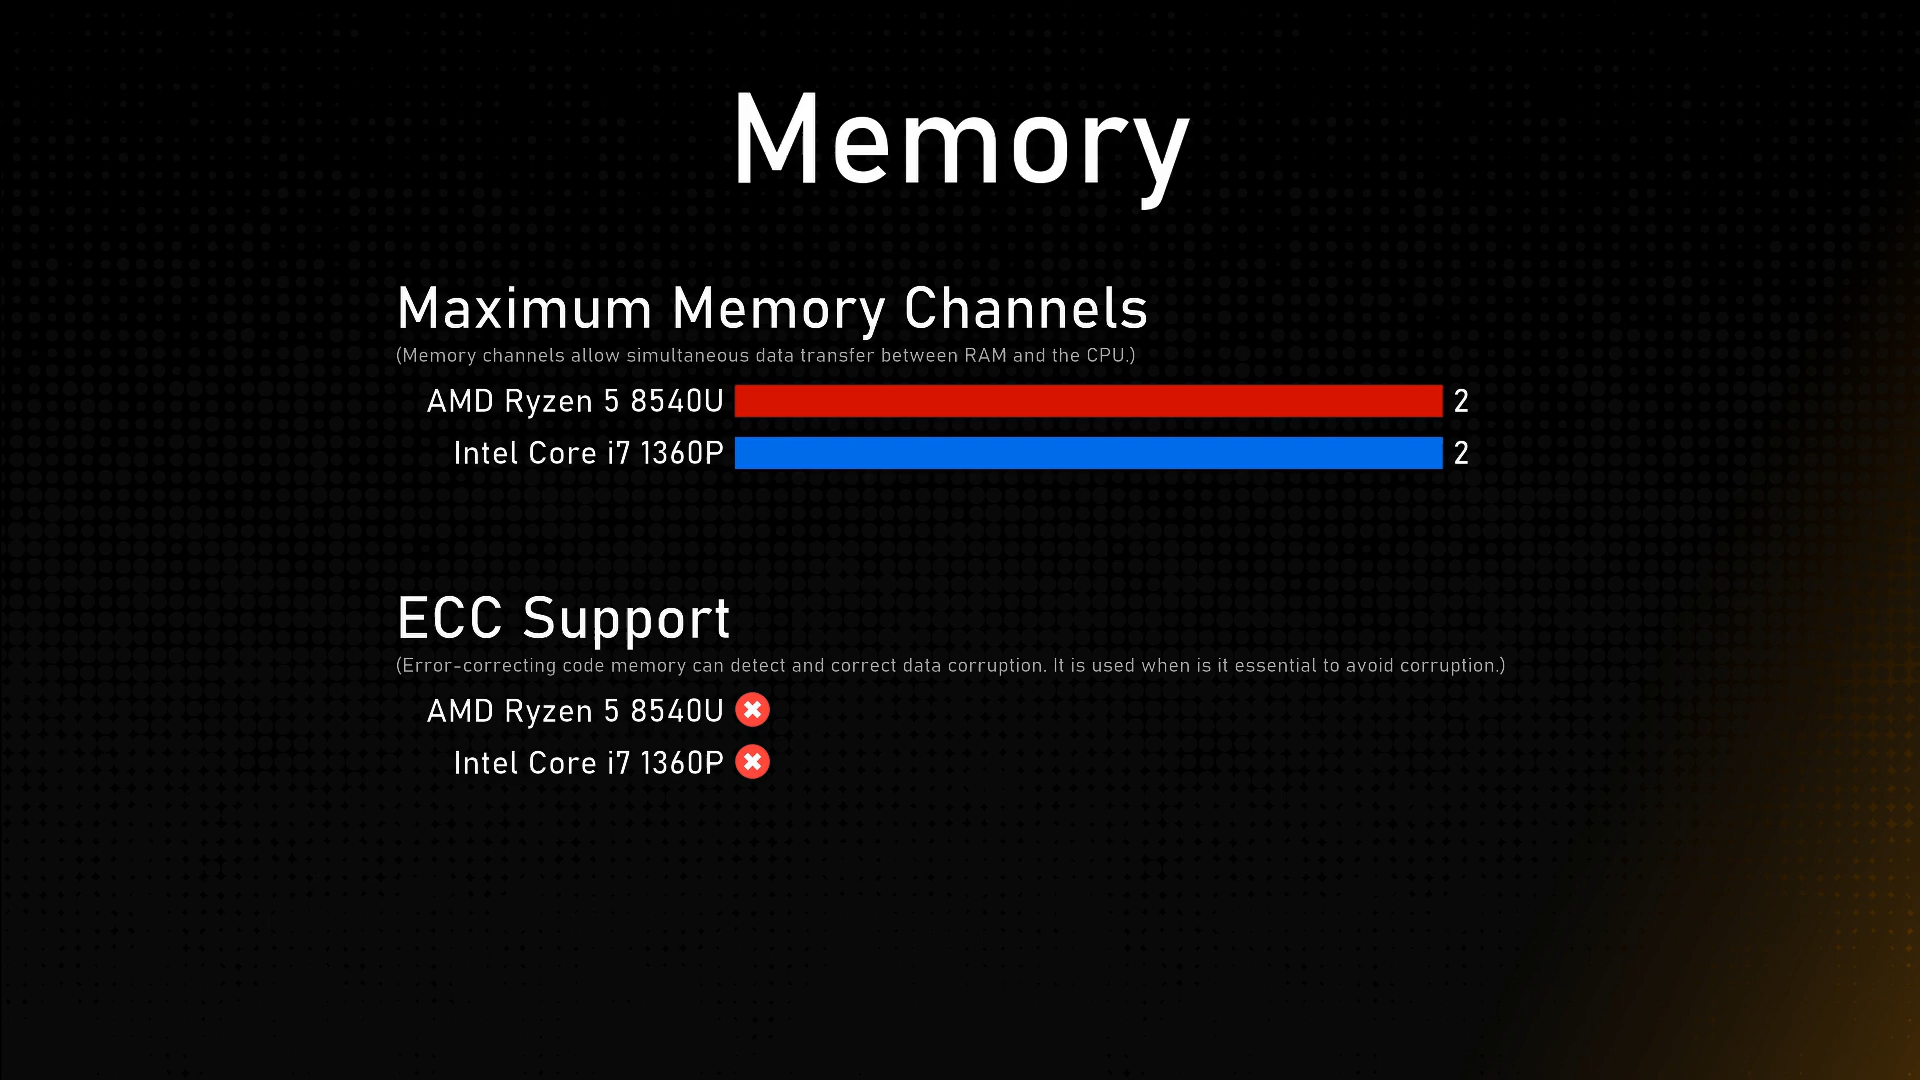 Memory
Maximum Memory Channels
(Memory channels allow simultaneous data transfer between RAM and the CPU.)
AMD Ryzen 5 8540U 2
Intel Core i7 1360P 2
ECC Support
(Error-correcting code memory can detect and correct data corruption. It is used when is it essential to avoid corruption.)
AMD Ryzen 5 8540U
Intel Core i7 1360P